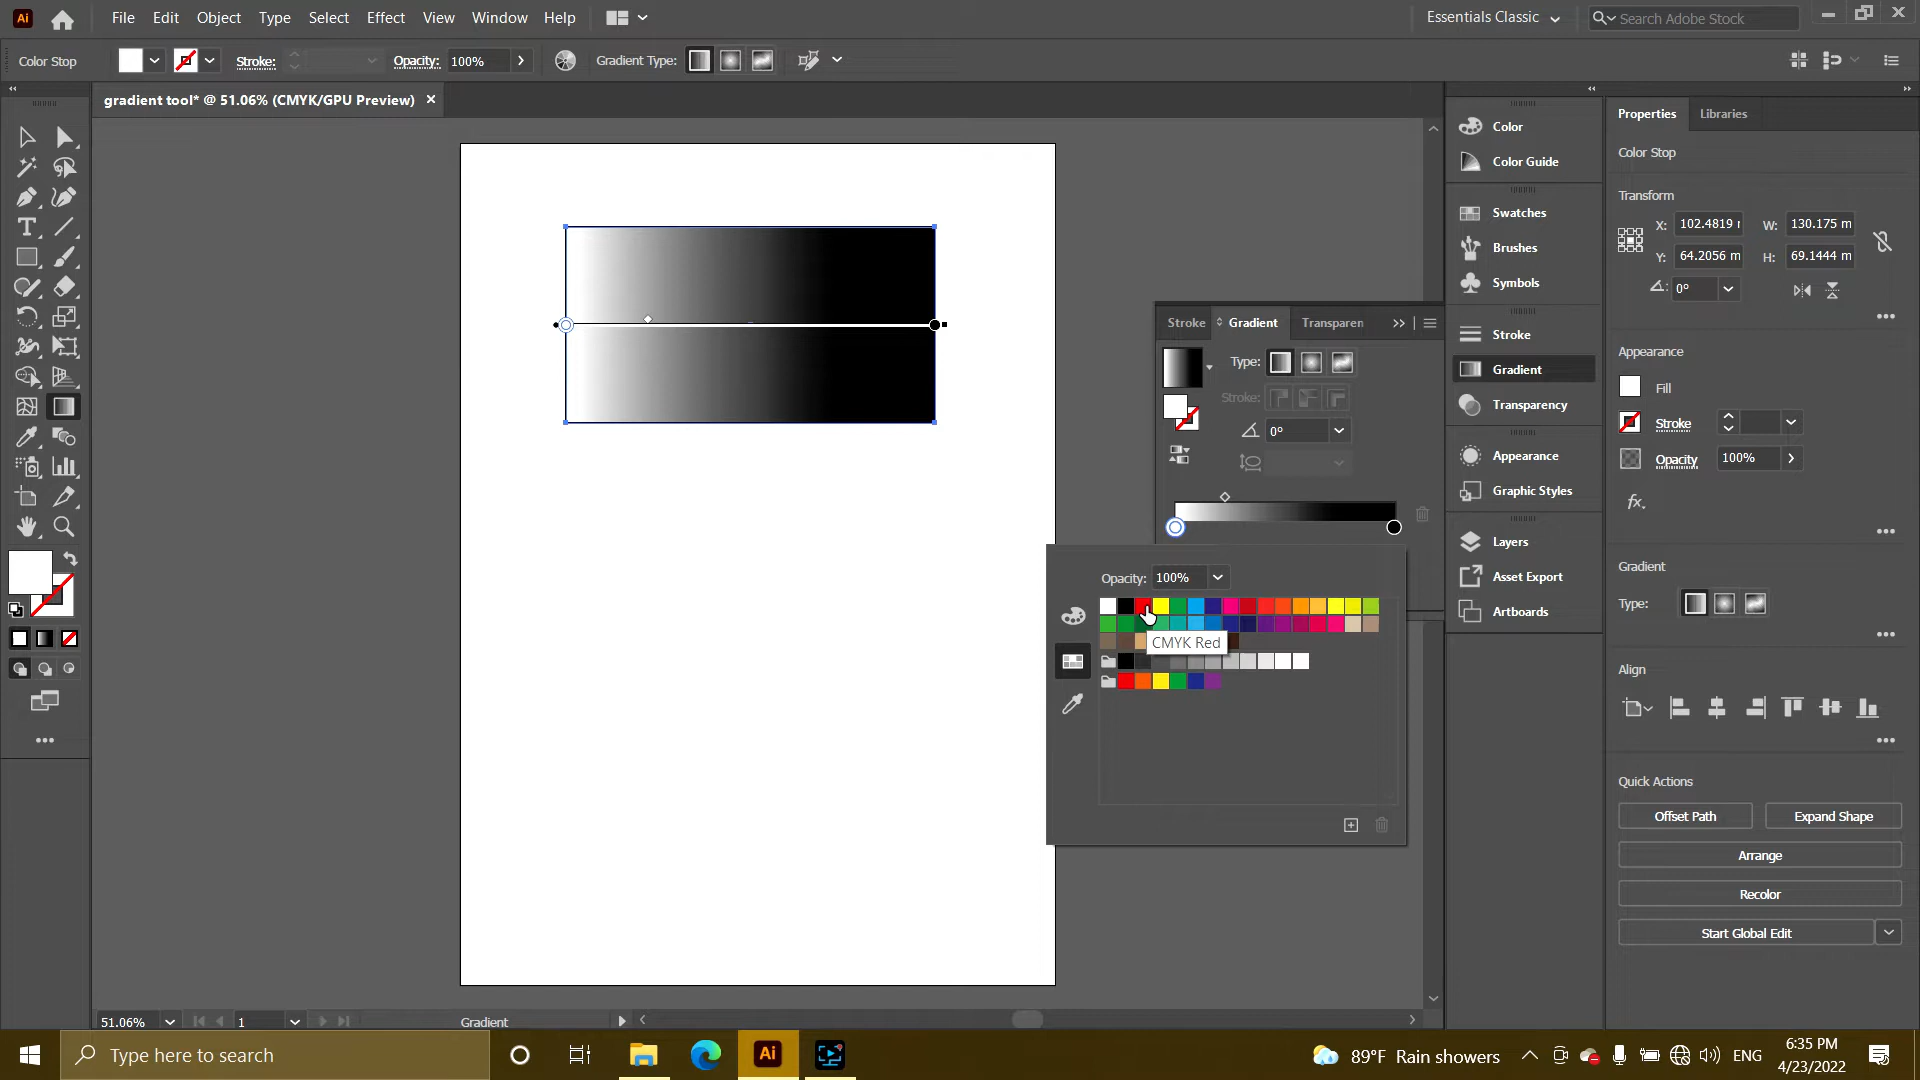 Ai File Edit Object Type Select Effect View Window Help Essentials Classic Search Adobe Stock
Color Stop Stroke: Opacity: 100% Gradient Type:
gradient tool* @ 51.06% (CMYK/GPU Preview)
Color
Color Guide
Swatches
Brushes
Symbols
Stroke
Gradient
Transparency
Appearance
Graphic Styles
Layers
Asset Export
Artboards
Properties Libraries
Color Stop
Transform
X: 102.4819 W: 130.175 m
Y: 64.2056 m H: 69.1444 m
0°
Appearance
Fill
Stroke
Opacity 100%
fx.
Gradient
Type:
Align
Quick Actions
Offset Path Expand Shape
Arrange
Recolor
Start Global Edit
Stroke Gradient Transparen
Type:
Stroke:
0°
Opacity: 100%
CMYK Red
51.06% 1 Gradient
Type here to search Ai 89°F Rain showers ENG 6:35 PM
4/23/2022